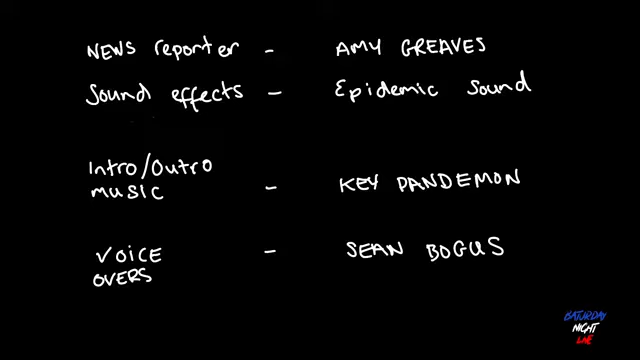 NEWS reporter - AMY GREAVES
Sound effects - Epidemic Sound
Intro/Outro
music - KEY PANDEMON
VOICE - SEAN BOGUS
OVERS
SATURDAY
NIGHT
LIVE